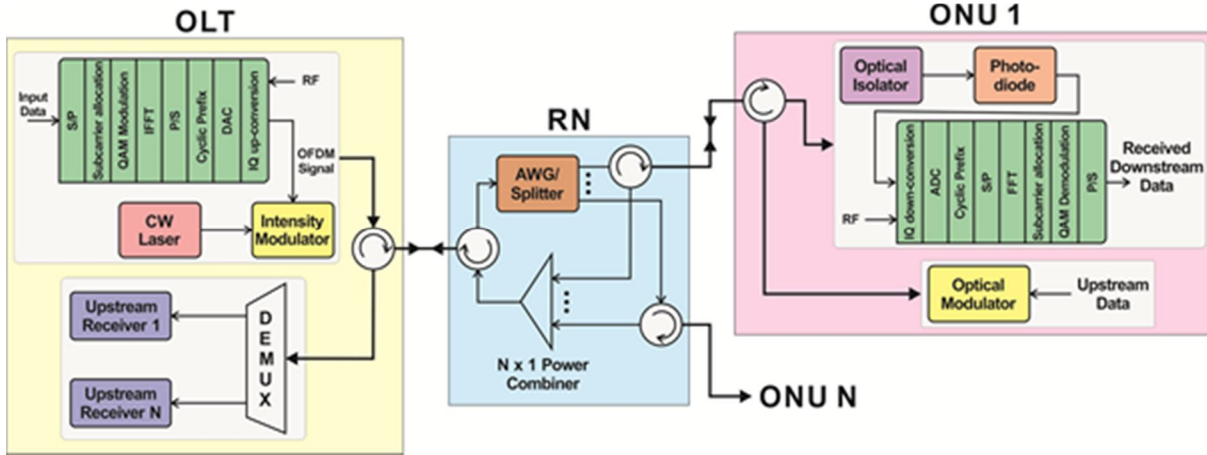 OLT
Input
Data
S/P
Subcarrier allocation
QAM Modulation
IFFT
P/S
Cyclic Prefix
DAC
IQ up-conversion
RF
OFDM
Signal
CW
Laser
Intensity
Modulator
Upstream
Receiver 1
Upstream
Receiver N
DEMUX
RN
AWG/
Splitter
N x 1 Power
Combiner
ONU 1
Optical
Isolator
Photo-
diode
RF
IQ down-conversion
ADC
Cyclic Prefix
S/P
FFT
Subcarrier allocation
QAM Demodulation
P/S
Received
Downstream
Data
Optical
Modulator
Upstream
Data
ONU N